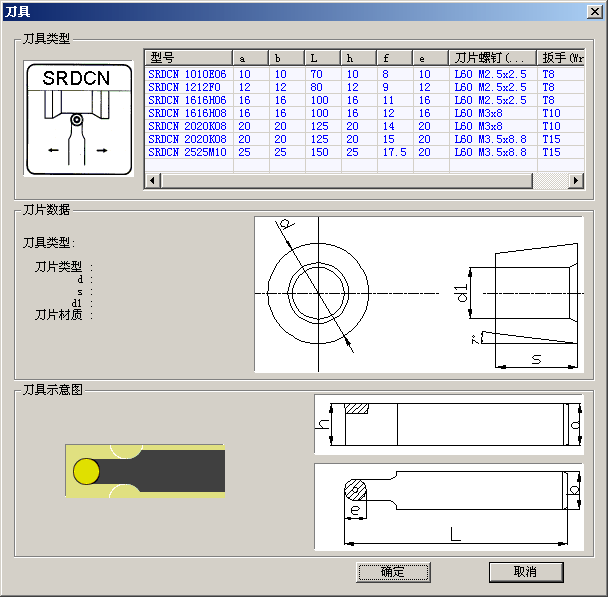 刀具
刀具类型
SRDCN
型号 a b L h f e 刀片螺钉(... 扳手(Wr
SRDCN 1010E06 10 10 70 10 8 10 L60 M2.5x2.5 T8
SRDCN 1212F0 12 12 80 12 9 12 L60 M2.5x2.5 T8
SRDCN 1616H06 16 16 100 16 11 16 L60 M2.5x2.5 T8
SRDCN 1616H08 16 16 100 16 12 16 L60 M3x8 T10
SRDCN 2020K08 20 20 125 20 14 20 L60 M3x8 T10
SRDCN 2020K08 20 20 125 20 15 20 L60 M3.5x8.8 T15
SRDCN 2525M10 25 25 150 25 17.5 20 L60 M3.5x8.8 T15
刀片数据
刀具类型:
刀片类型 :
d :
s :
d1 :
刀片材质 :
d
d1
7°
s
刀具示意图
h
a
b
e
L
确定
取消